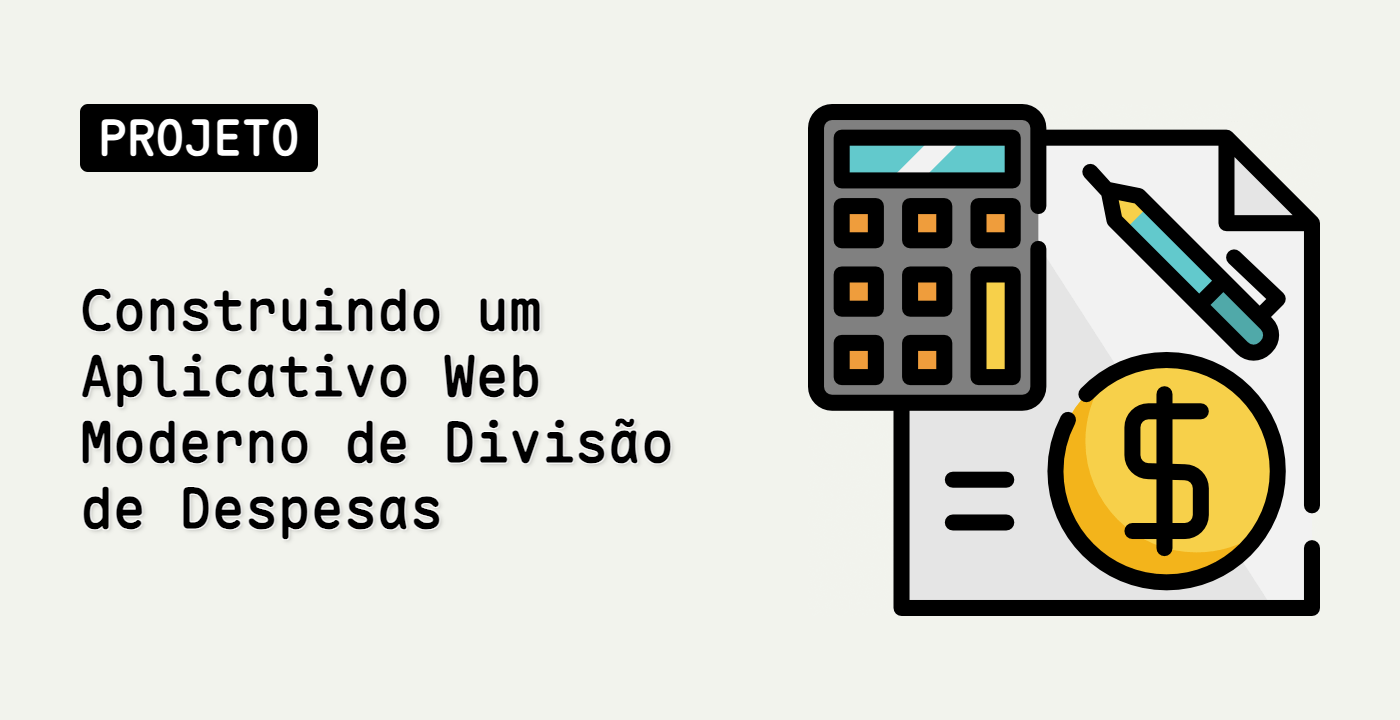 PROJETO
Construindo um
Aplicativo Web
Moderno de Divisão
de Despesas